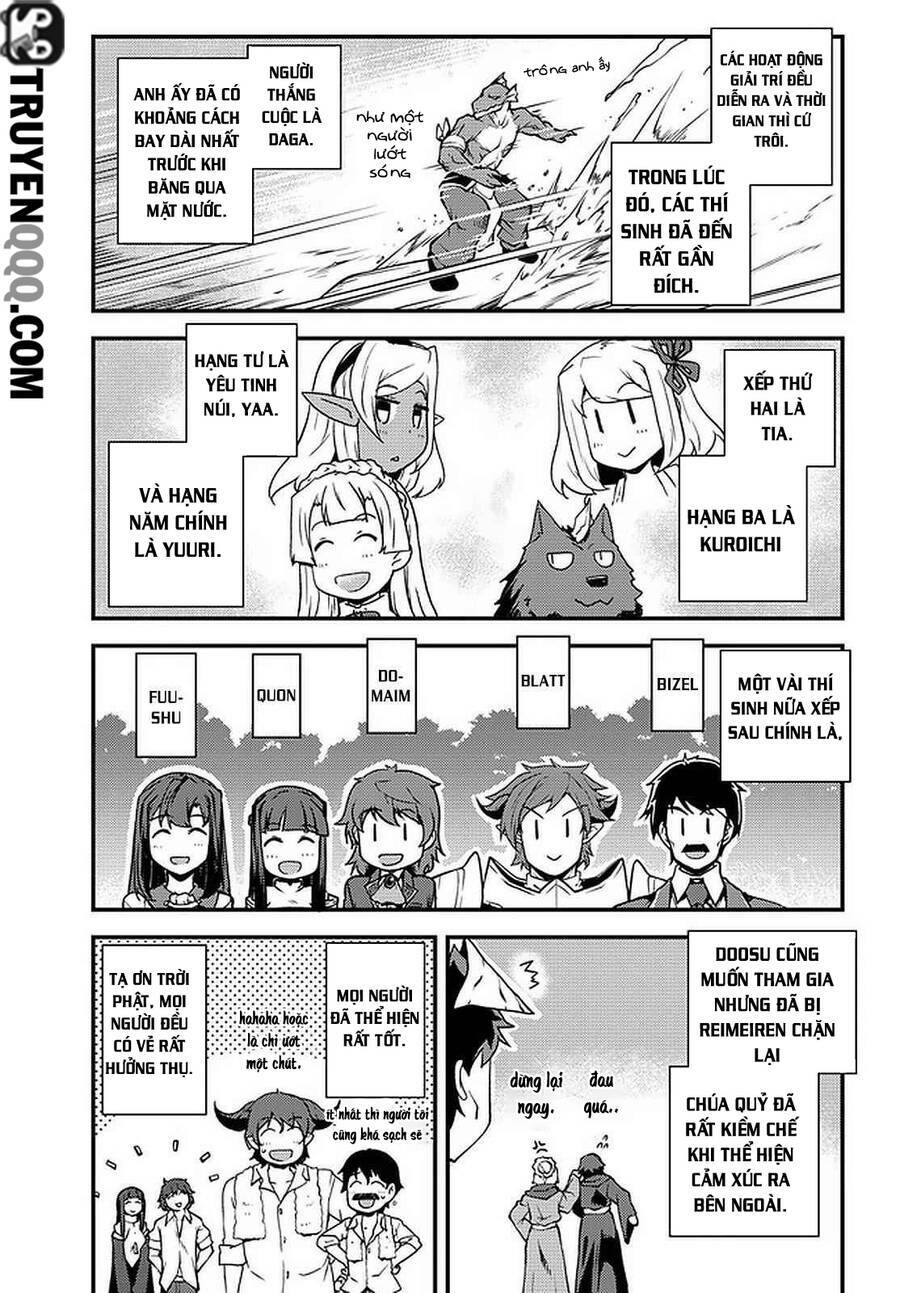 TRUYENQQQ.COM
CÁC HOẠT ĐỘNG
GIẢI TRÍ ĐỀU
DIỄN RA VÀ THỜI
GIAN THÌ CỨ
TRÔI.
TRONG LÚC
ĐÓ, CÁC THÍ
SINH ĐÃ ĐẾN
RẤT GẦN
ĐÍCH.
trông anh ấy
như một
người
lướt
sóng
NGƯỜI
THẮNG
CUỘC LÀ
DAGA.
ANH ẤY ĐÃ CÓ
KHOẢNG CÁCH
BAY DÀI NHẤT
TRƯỚC KHI
BĂNG QUA
MẶT NƯỚC.
XẾP THỨ
HAI LÀ
TIA.
HẠNG BA LÀ
KUROICHI
HẠNG TƯ LÀ
YÊU TINH
NÚI, YAA.
VÀ HẠNG
NĂM CHÍNH
LÀ YUURI.
MỘT VÀI THÍ
SINH NỮA XẾP
SAU CHÍNH LÀ,
BIZEL
BLATT
DO-
MAIM
QUON
FUU-
SHU
DOOSU CŨNG
MUỐN THAM GIA
NHƯNG ĐÃ BỊ
REIMEIREN CHẶN
LẠI
CHÚA QUỶ ĐÃ
RẤT KIỀM CHẾ
KHI THỂ HIỆN
CẢM XÚC RA
BÊN NGOÀI.
đau
quá..
dừng lại
ngay.
MỌI NGƯỜI
ĐÃ THỂ HIỆN
RẤT TỐT.
hahaha hoặc
là chỉ ướt
một chút.
ít nhất thì người tôi
cũng khá sạch sẽ
TẠ ƠN TRỜI
PHẬT, MỌI
NGƯỜI ĐỀU
CÓ VẺ RẤT
HƯỞNG THỤ.